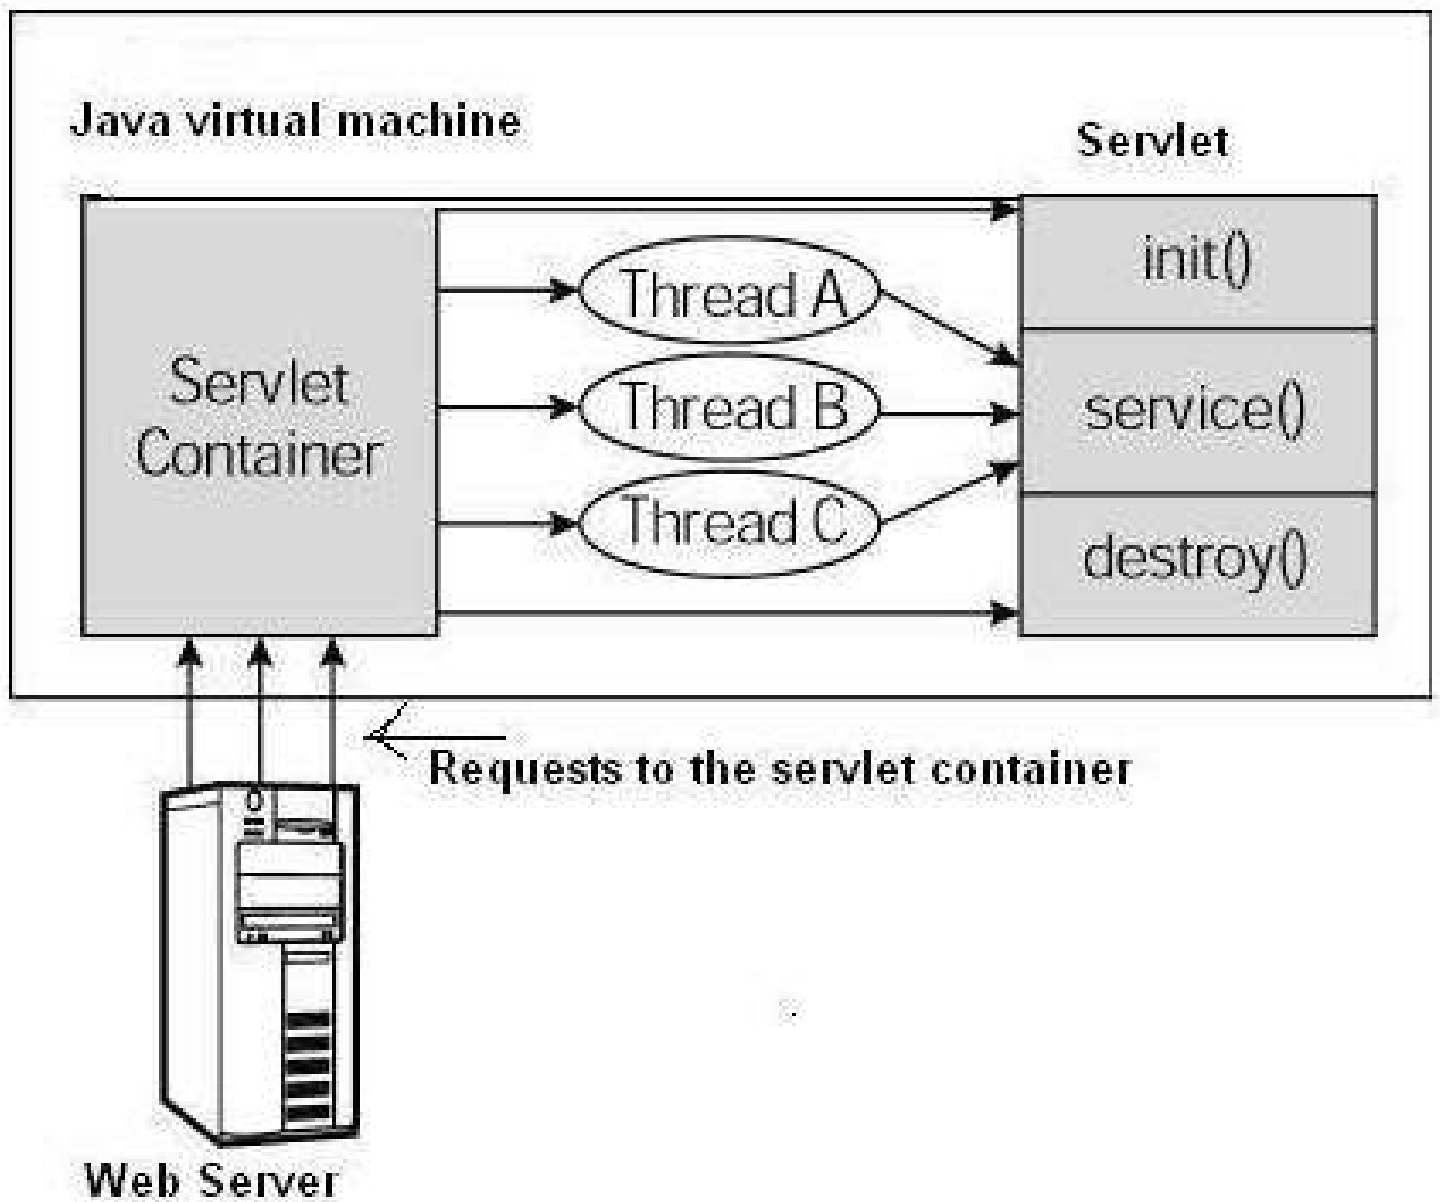 Java virtual machine
Servlet
init()
Thread A
Servlet
Container
Thread B
service()
Thread C
destroy()
Requests to the servlet container
Web Server